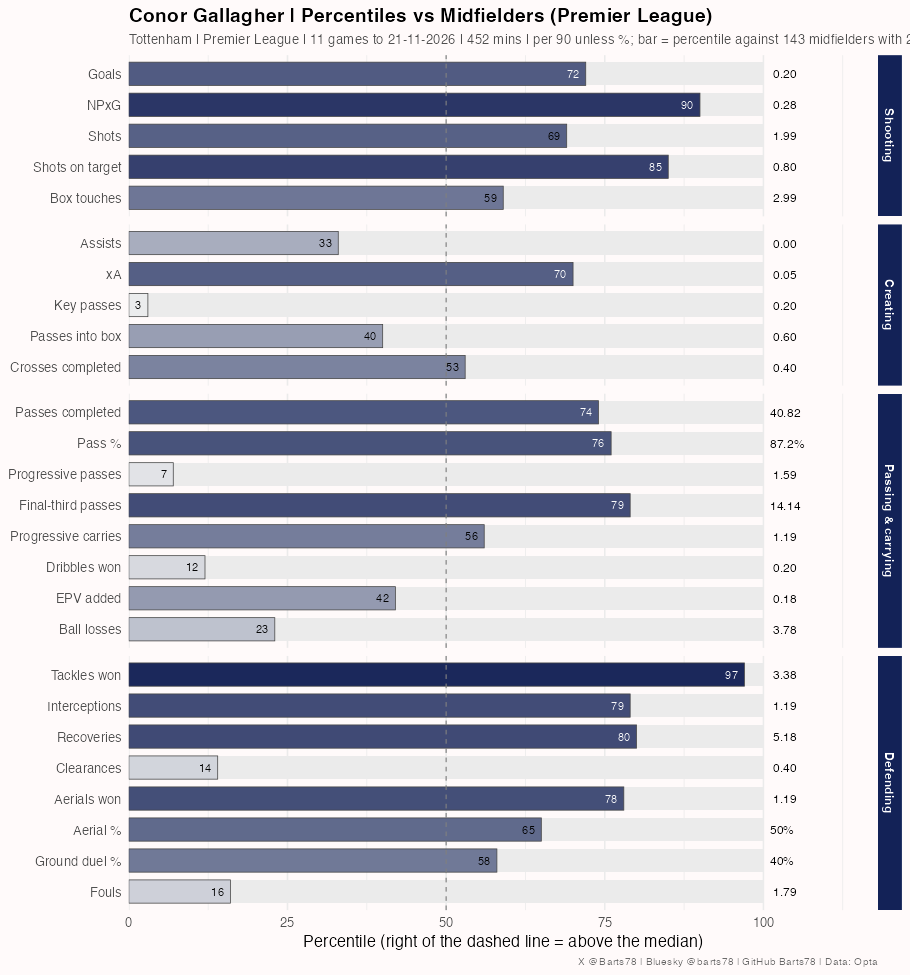 Conor Gallagher | Percentiles vs Midfielders (Premier League)
Tottenham | Premier League | 11 games to 21-11-2026 | 452 mins | per 90 unless %; bar = percentile against 143 midfielders with 2
Goals 72 0.20
NPxG 90 0.28
Shots 69 1.99
Shots on target 85 0.80
Box touches 59 2.99
Shooting
Assists 33 0.00
xA 70 0.05
Key passes 3 0.20
Passes into box 40 0.60
Crosses completed 53 0.40
Creating
Passes completed 74 40.82
Pass % 76 87.2%
Progressive passes 7 1.59
Final-third passes 79 14.14
Progressive carries 56 1.19
Dribbles won 12 0.20
EPV added 42 0.18
Ball losses 23 3.78
Passing & carrying
Tackles won 97 3.38
Interceptions 79 1.19
Recoveries 80 5.18
Clearances 14 0.40
Aerials won 78 1.19
Aerial % 65 50%
Ground duel % 58 40%
Fouls 16 1.79
Defending
0 25 50 75 100
Percentile (right of the dashed line = above the median)
X @Barts78 | Bluesky @barts78 | GitHub Barts78 | Data: Opta